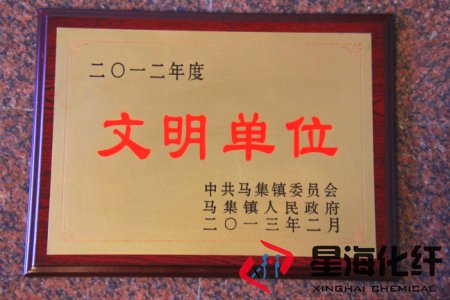 二〇一二年度
文明单位
中共马集镇委员会
马集镇人民政府
二〇一三年二月
星海化纤
XINGHAI CHEMICAL